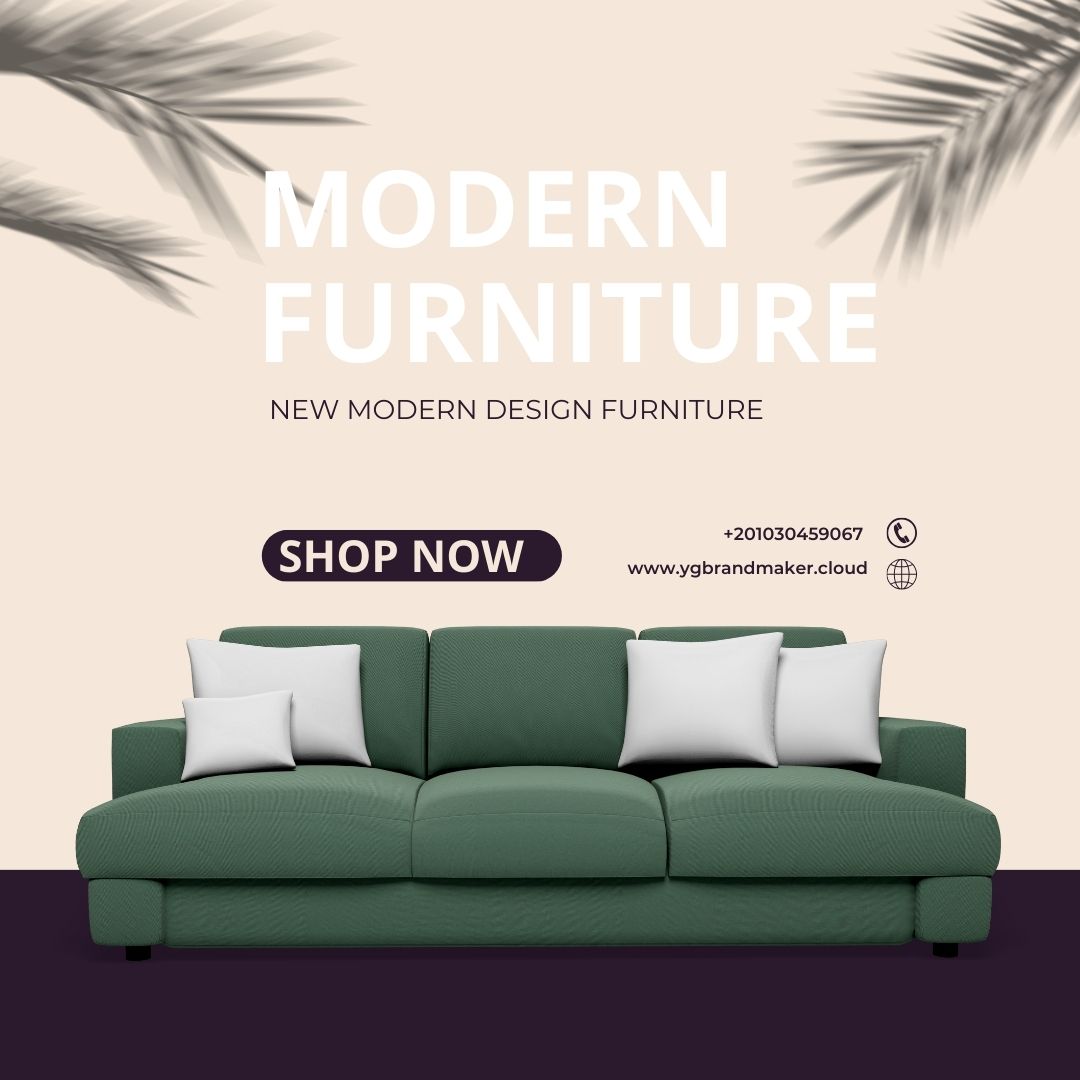 MODERN
FURNITURE
NEW MODERN DESIGN FURNITURE
SHOP NOW
+201030459067
www.ygbrandmaker.cloud